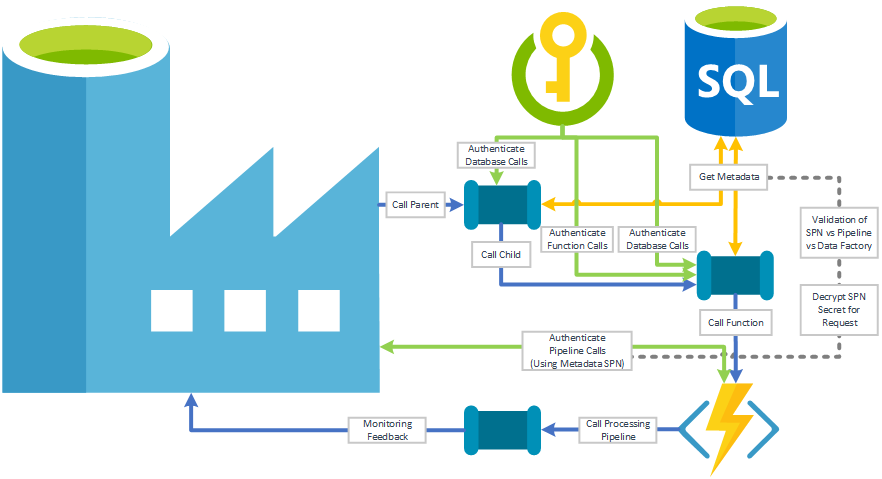 SQL
Authenticate
Database Calls
Get Metadata
Call Parent
Authenticate
Function Calls
Authenticate
Database Calls
Validation of
SPN vs Pipeline
vs Data Factory
Call Child
Decrypt SPN
Secret for
Request
Call Function
Authenticate
Pipeline Calls
(Using Metadata SPN)
Monitoring
Feedback
Call Processing
Pipeline